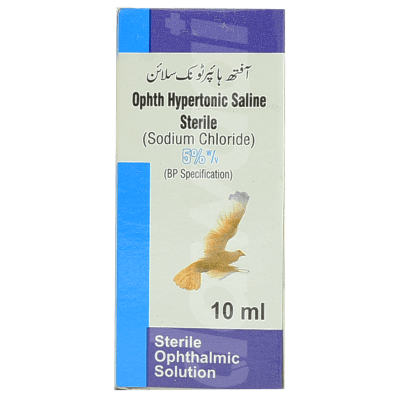 آفتھ ہائپرٹونک سلائن
Ophth Hypertonic Saline
Sterile
(Sodium Chloride)
5% w/v
(BP Specification)
10 ml
Sterile
Ophthalmic
Solution